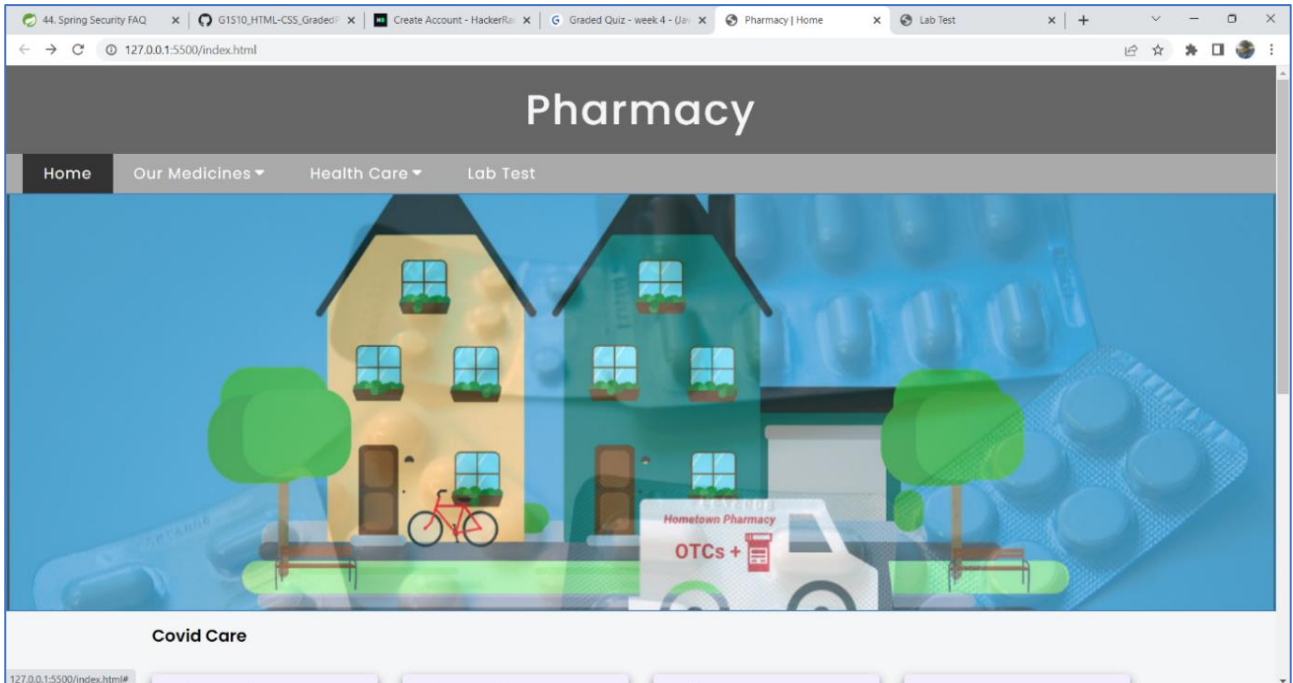 44. Spring Security FAQ
G1S10_HTML-CSS_GradedP
Create Account - HackerRa
Graded Quiz - week 4 - (Jav
Pharmacy | Home
Lab Test
127.0.0.1:5500/index.html
Pharmacy
Home
Our Medicines
Health Care
Lab Test
Hometown Pharmacy
OTCs +
Covid Care
127.0.0.1:5500/index.html#